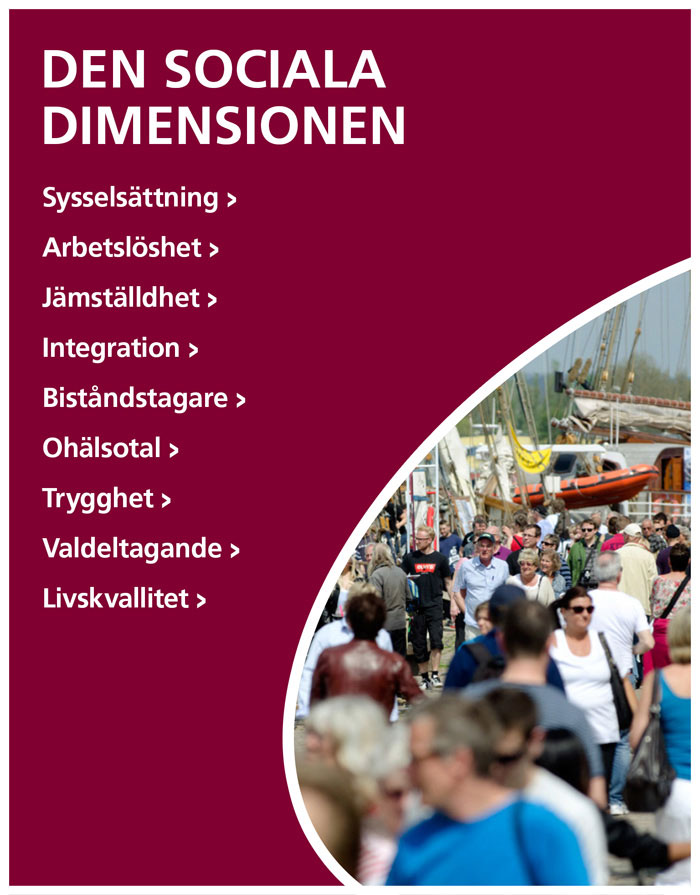 DEN SOCIALA
DIMENSIONEN
Sysselsättning >
Arbetslöshet >
Jämställdhet >
Integration >
Biståndstagare >
Ohälsotal >
Trygghet >
Valdeltagande >
Livskvallitet >